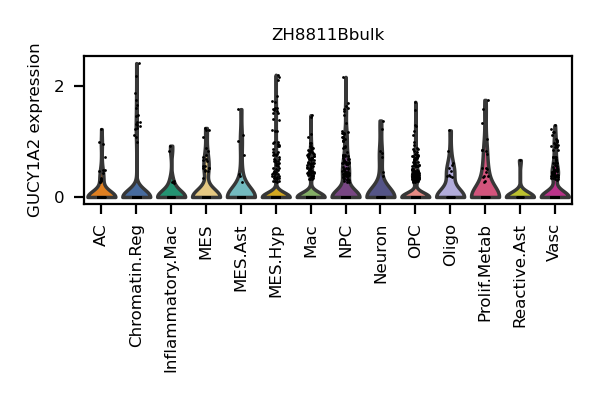 ZH8811Bbulk
GUCY1A2 expression
2
0
AC
Chromatin.Reg
Inflammatory.Mac
MES
MES.Ast
MES.Hyp
Mac
NPC
Neuron
OPC
Oligo
Prolif.Metab
Reactive.Ast
Vasc